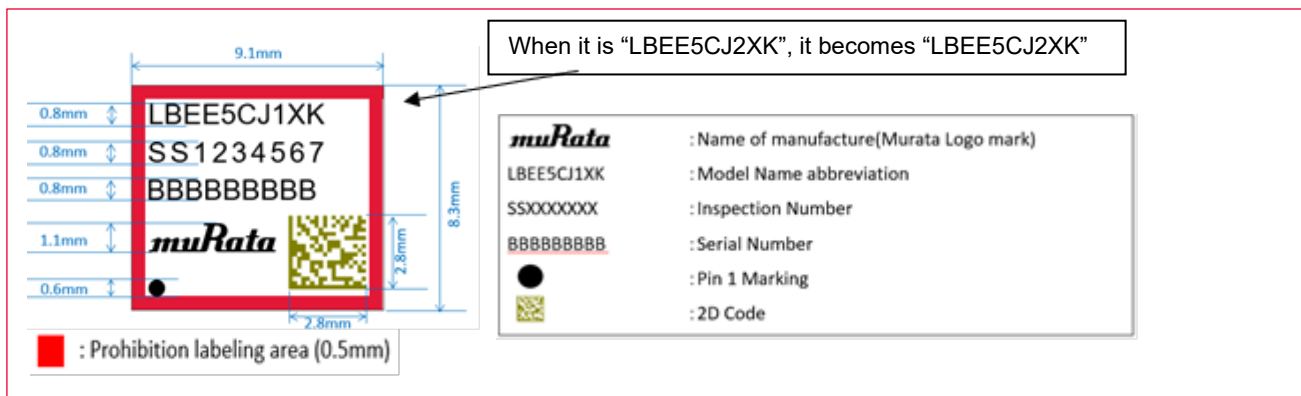 When it is “LBEE5CJ2XK”, it becomes “LBEE5CJ2XK”
9.1mm
0.8mm
LBEE5CJ1XK
0.8mm
SS1234567
0.8mm
BBBBBBBBB
1.1mm
muRata
0.6mm
2.8mm
8.3mm
2.8mm
: Prohibition labeling area (0.5mm)
muRata : Name of manufacture(Murata Logo mark)
LBEE5CJ1XK : Model Name abbreviation
SSXXXXXXX : Inspection Number
BBBBBBBBB : Serial Number
: Pin 1 Marking
: 2D Code